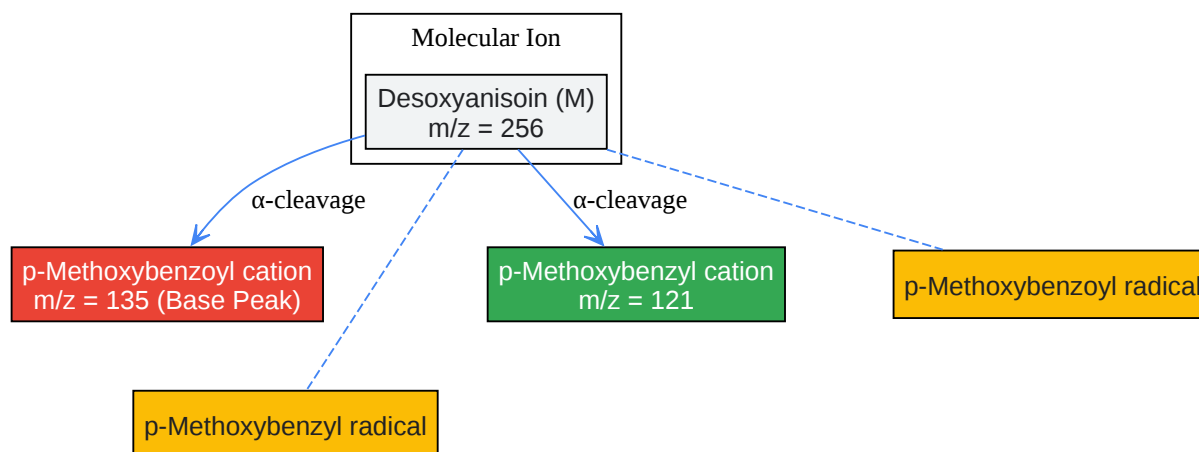 Molecular Ion
Desoxyanisoin (M)
m/z = 256
α-cleavage
α-cleavage
p-Methoxybenzoyl cation
m/z = 135 (Base Peak)
p-Methoxybenzyl cation
m/z = 121
p-Methoxybenzoyl radical
p-Methoxybenzyl radical